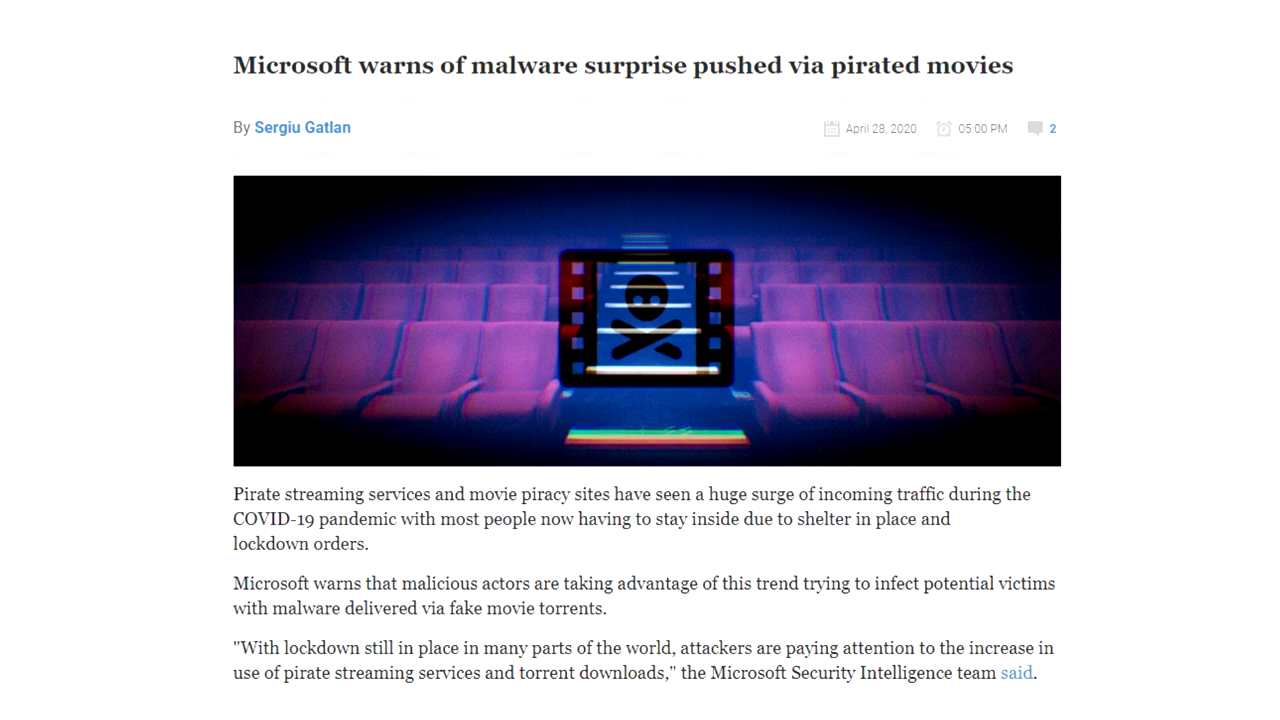 Microsoft warns of malware surprise pushed via pirated movies
By Sergiu Gatlan
April 28, 2020
05:00 PM
2
Pirate streaming services and movie piracy sites have seen a huge surge of incoming traffic during the
COVID-19 pandemic with most people now having to stay inside due to shelter in place and
lockdown orders.
Microsoft warns that malicious actors are taking advantage of this trend trying to infect potential victims
with malware delivered via fake movie torrents.
"With lockdown still in place in many parts of the world, attackers are paying attention to the increase in
use of pirate streaming services and torrent downloads," the Microsoft Security Intelligence team said.